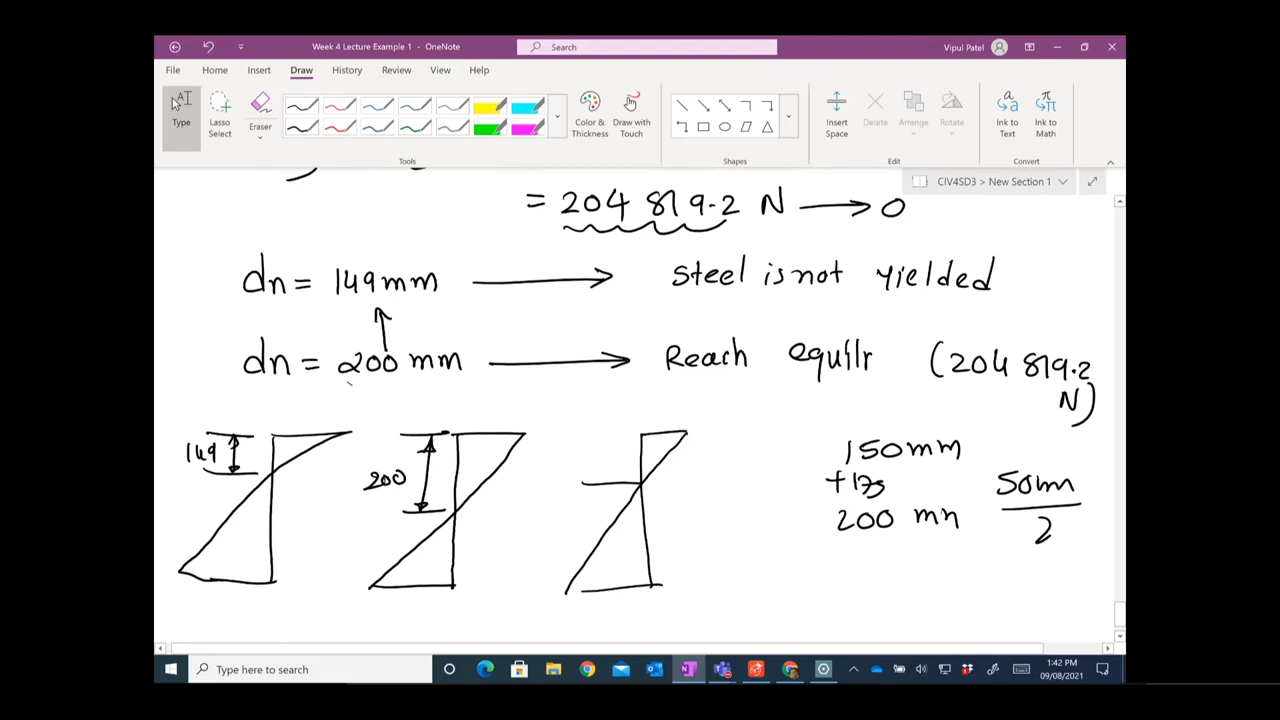 Week 4 Lecture Example 1 - OneNote
Search
Vipul Patel
File Home Insert Draw History Review View Help
Type
Lasso Select
Eraser
Color & Thickness
Draw with Touch
Insert Space
Delete
Arrange
Rotate
Ink to Text
Ink to Math
Tools
Shapes
Edit
Convert
CIV4SD3 > New Section 1
= 204 819.2 N → 0
dn = 149mm → Steel is not yielded
dn = 200 mm → Reach equilr (204 819.2 N)
149
200
150mm
+175
200 mm
50m
2
Type here to search
1:42 PM
09/08/2021